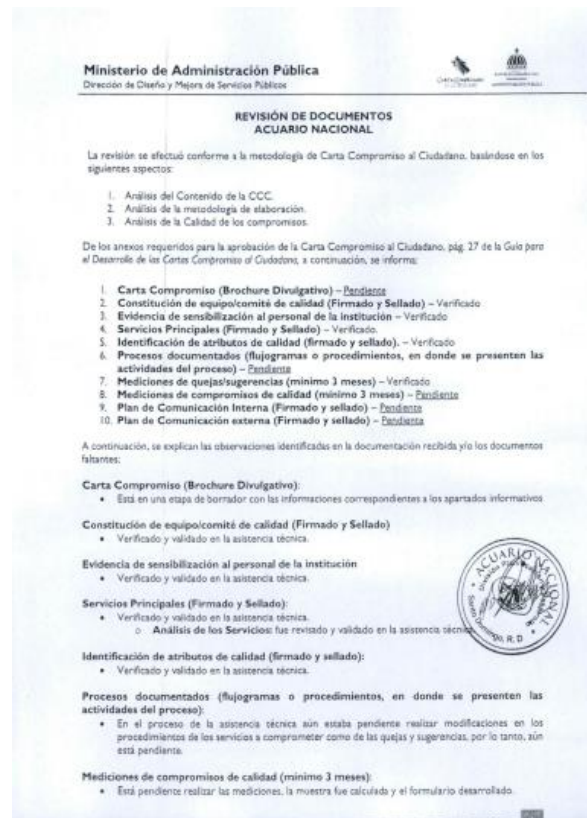 Ministerio de Administración Pública
Dirección de Diseño y Mejora de Servicios Públicos
REVISIÓN DE DOCUMENTOS
ACUARIO NACIONAL
La revisión se efectuó conforme a la metodología de Carta Compromiso al Ciudadano, basándose en los
siguientes aspectos:
1. Análisis del Contenido de la CCC.
2. Análisis de la metodología de elaboración.
3. Análisis de la Calidad de los compromisos.
De los anexos requeridos para la aprobación de la Carta Compromiso al Ciudadano, pág. 27 de la Guía para
el Desarrollo de las Cartas Compromiso al Ciudadano, a continuación, se informa:
1. Carta Compromiso (Brochure Divulgativo) – Pendiente
2. Constitución de equipo/comité de calidad (Firmado y Sellado) – Verificado
3. Evidencia de sensibilización al personal de la institución – Verificado
4. Servicios Principales (Firmado y Sellado) – Verificado.
5. Identificación de atributos de calidad (firmado y sellado). – Verificado
6. Procesos documentados (flujogramas o procedimientos, en donde se presenten las
actividades del proceso) – Pendiente
7. Mediciones de quejas/sugerencias (mínimo 3 meses) – Verificado
8. Mediciones de compromisos de calidad (mínimo 3 meses) – Pendiente
9. Plan de Comunicación Interna (Firmado y sellado) – Pendiente
10. Plan de Comunicación externa (Firmado y sellado) – Pendiente
A continuación, se explican las observaciones identificadas en la documentación recibida y/o los documentos
faltantes:
Carta Compromiso (Brochure Divulgativo):
• Está en una etapa de borrador con las informaciones correspondientes a los apartados informativos
Constitución de equipo/comité de calidad (Firmado y Sellado)
• Verificado y validado en la asistencia técnica.
Evidencia de sensibilización al personal de la institución
• Verificado y validado en la asistencia técnica.
Servicios Principales (Firmado y Sellado):
• Verificado y validado en la asistencia técnica.
○ Análisis de los Servicios: fue revisado y validado en la asistencia técnica.
ACUARIO NACIONAL
Santo Domingo, R. D
Identificación de atributos de calidad (firmado y sellado):
• Verificado y validado en la asistencia técnica.
Procesos documentados (flujogramas o procedimientos, en donde se presenten las
actividades del proceso):
• En el proceso de la asistencia técnica aún estaba pendiente realizar modificaciones en los
procedimientos de los servicios a comprometer como de las quejas y sugerencias, por lo tanto, aún
está pendiente.
Mediciones de compromisos de calidad (mínimo 3 meses):
• Está pendiente realizar las mediciones, la muestra fue calculada y el formulario desarrollado.